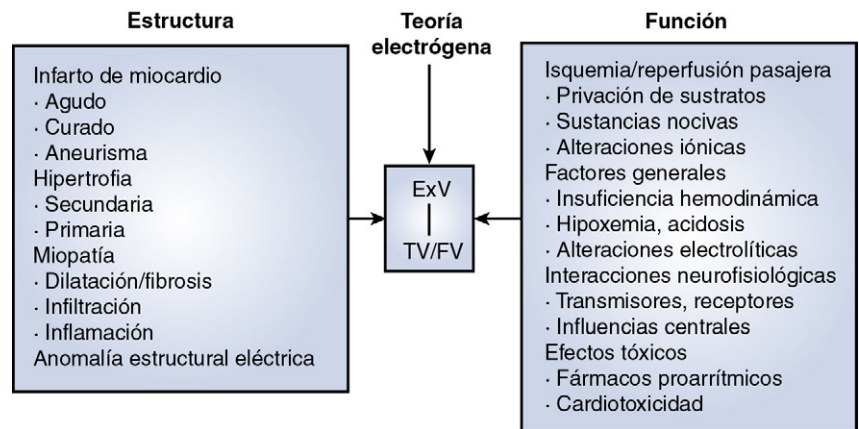 Estructura
Infarto de miocardio
· Agudo
· Curado
· Aneurisma
Hipertrofia
· Secundaria
· Primaria
Miopatía
· Dilatación/fibrosis
· Infiltración
· Inflamación
Anomalía estructural eléctrica
Teoría
electrógena
ExV
TV/FV
Función
Isquemia/reperfusión pasajera
· Privación de sustratos
· Sustancias nocivas
· Alteraciones iónicas
Factores generales
· Insuficiencia hemodinámica
· Hipoxemia, acidosis
· Alteraciones electrolíticas
Interacciones neurofisiológicas
· Transmisores, receptores
· Influencias centrales
Efectos tóxicos
· Fármacos proarrítmicos
· Cardiotoxicidad